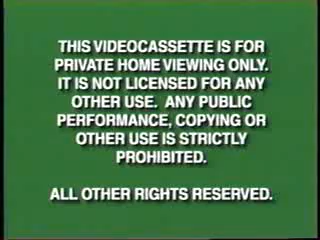 THIS VIDEOCASSETTE IS FOR
PRIVATE HOME VIEWING ONLY.
IT IS NOT LICENSED FOR ANY
OTHER USE. ANY PUBLIC
PERFORMANCE, COPYING OR
OTHER USE IS STRICTLY
PROHIBITED.
ALL OTHER RIGHTS RESERVED.